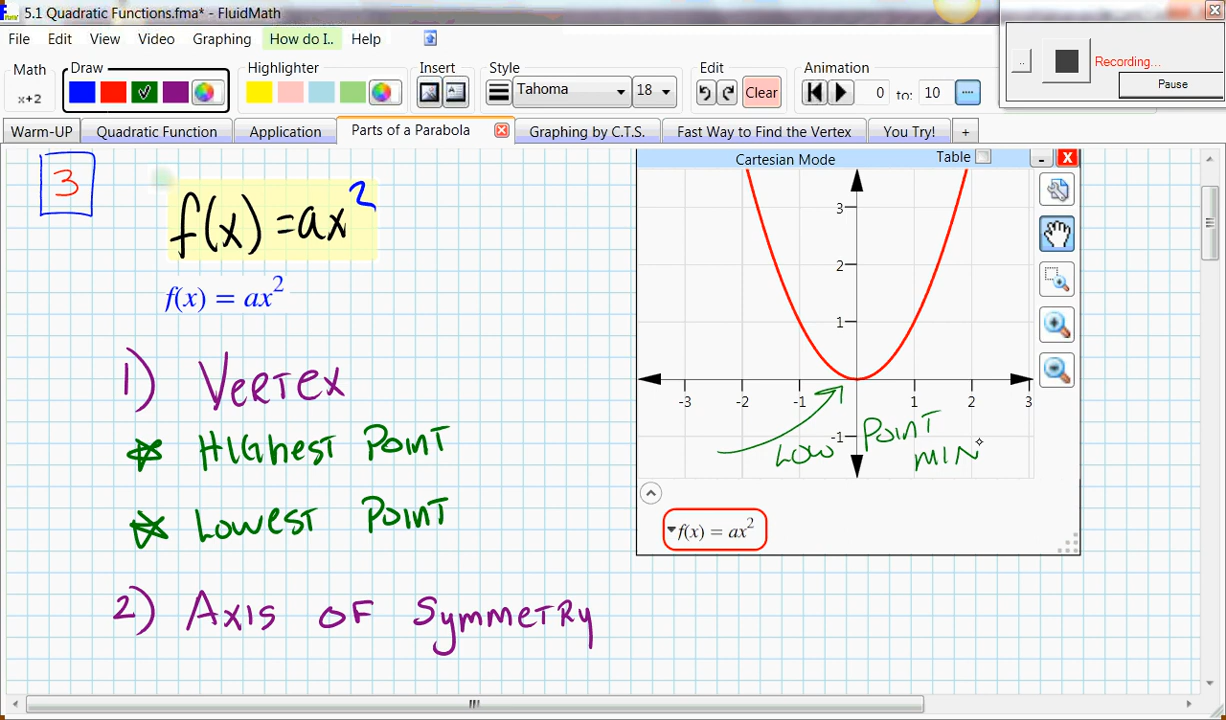 5.1 Quadratic Functions.fma* - FluidMath
File Edit View Video Graphing How do I.. Help
Math
x+2
Draw
Highlighter
Insert
Style
Tahoma 18
Edit
Clear
Animation
0 to: 10
....
..
Recording...
Pause
Warm-UP Quadratic Function Application Parts of a Parabola Graphing by C.T.S. Fast Way to Find the Vertex You Try! +
3
f(x) = ax²
f(x) = ax²
1) Vertex
Highest Point
Lowest Point
2) Axis of Symmetry
Cartesian Mode Table
3
2
1
-3 -2 -1 1 2 3
-1
Low Point
MIN
f(x) = ax²